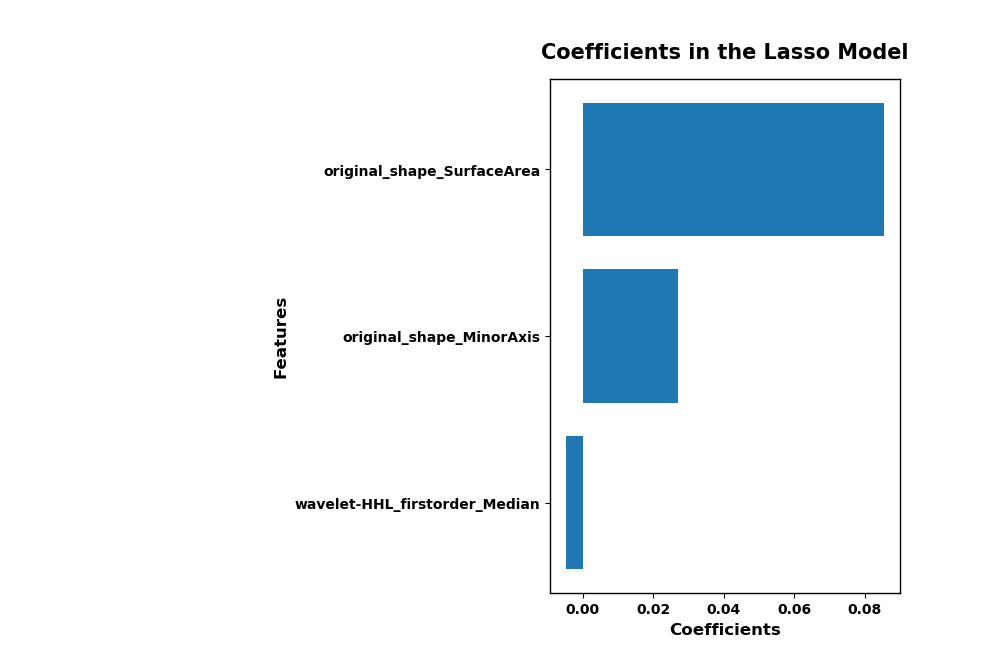 Coefficients in the Lasso Model
original_shape_SurfaceArea
original_shape_MinorAxis
wavelet-HHL_firstorder_Median
Features
0.00 0.02 0.04 0.06 0.08
Coefficients